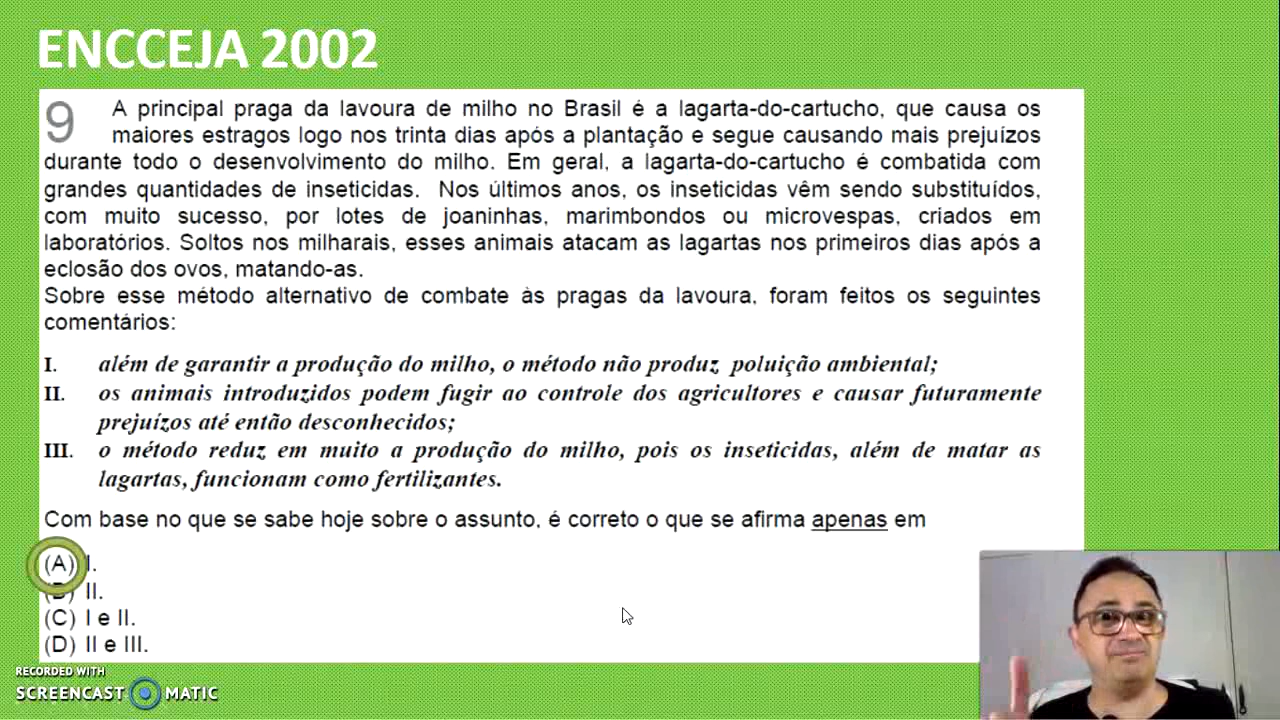 ENCCEJA 2002
9 A principal praga da lavoura de milho no Brasil é a lagarta-do-cartucho, que causa os
maiores estragos logo nos trinta dias após a plantação e segue causando mais prejuízos
durante todo o desenvolvimento do milho. Em geral, a lagarta-do-cartucho é combatida com
grandes quantidades de inseticidas. Nos últimos anos, os inseticidas vêm sendo substituídos,
com muito sucesso, por lotes de joaninhas, marimbondos ou microvespas, criados em
laboratórios. Soltos nos milharais, esses animais atacam as lagartas nos primeiros dias após a
eclosão dos ovos, matando-as.
Sobre esse método alternativo de combate às pragas da lavoura, foram feitos os seguintes
comentários:
I. além de garantir a produção do milho, o método não produz poluição ambiental;
II. os animais introduzidos podem fugir ao controle dos agricultores e causar futuramente
prejuízos até então desconhecidos;
III. o método reduz em muito a produção do milho, pois os inseticidas, além de matar as
lagartas, funcionam como fertilizantes.
Com base no que se sabe hoje sobre o assunto, é correto o que se afirma apenas em
(A) I.
(B) II.
(C) I e II.
(D) II e III.
RECORDED WITH
SCREENCAST MATIC